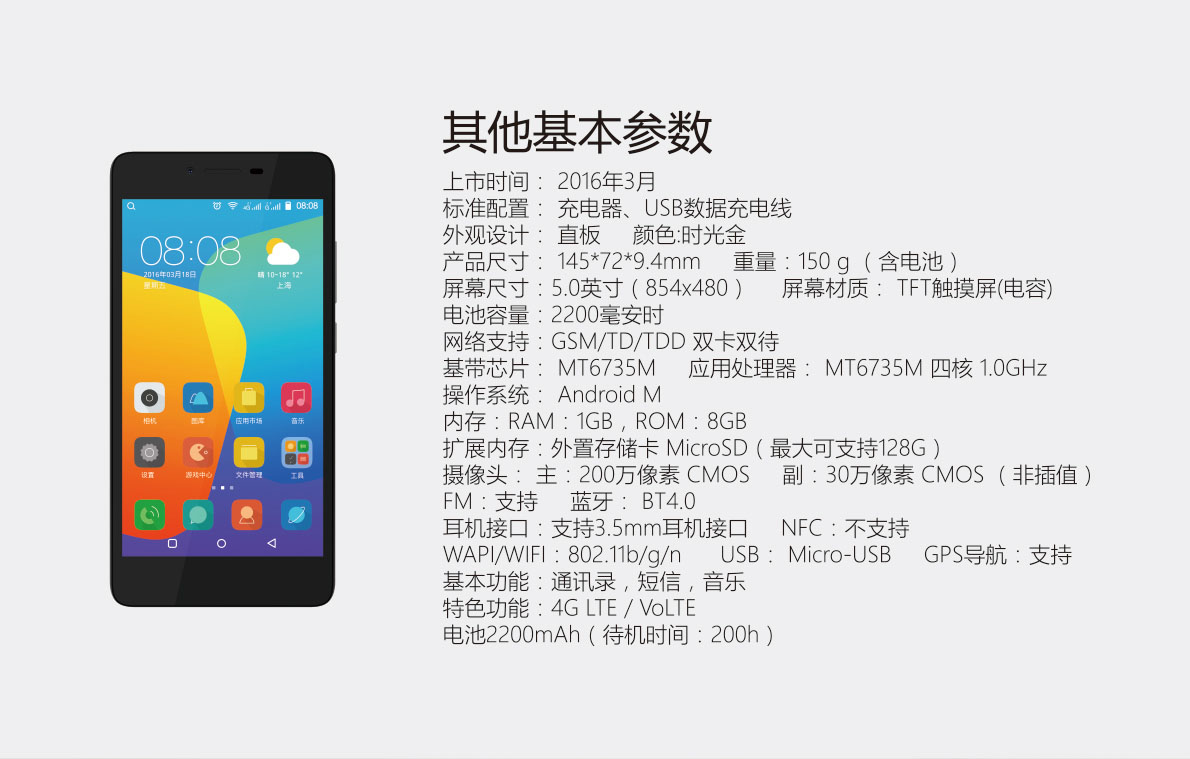 其他基本参数
上市时间： 2016年3月
标准配置： 充电器、USB数据充电线
外观设计： 直板 颜色:时光金
产品尺寸： 145*72*9.4mm 重量：150 g （含电池）
屏幕尺寸：5.0英寸（854x480） 屏幕材质： TFT触摸屏(电容)
电池容量：2200毫安时
网络支持：GSM/TD/TDD 双卡双待
基带芯片： MT6735M 应用处理器： MT6735M 四核 1.0GHz
操作系统： Android M
内存：RAM：1GB，ROM：8GB
扩展内存：外置存储卡 MicroSD（最大可支持128G）
摄像头： 主：200万像素 CMOS 副：30万像素 CMOS （非插值）
FM：支持 蓝牙： BT4.0
耳机接口：支持3.5mm耳机接口 NFC：不支持
WAPI/WIFI：802.11b/g/n USB： Micro-USB GPS导航：支持
基本功能：通讯录，短信，音乐
特色功能：4G LTE / VoLTE
电池2200mAh（待机时间：200h）
4G G 08:08
08:08
2016年03月18日 晴 10~18° 12°
星期五 上海
相机 图库 应用市场 音乐
设置 游戏中心 文件管理 工具